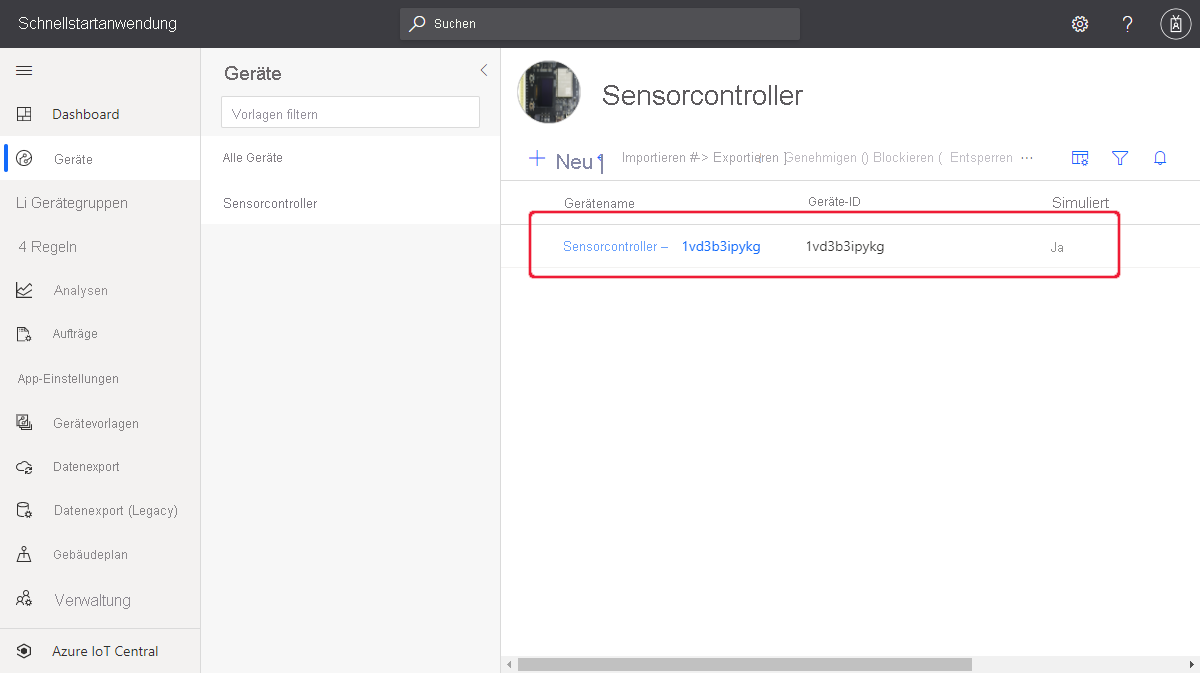 Schnellstartanwendung
Suchen
Dashboard
Geräte
Li Gerätegruppen
4 Regeln
Analysen
Aufträge
App-Einstellungen
Gerätevorlagen
Datenexport
Datenexport (Legacy)
Gebäudeplan
Verwaltung
Azure IoT Central
Geräte
Vorlagen filtern
Alle Geräte
Sensorcontroller
Sensorcontroller
Neu Importieren Exportieren Genehmigen () Blockieren ( Entsperren ···
Gerätename Geräte-ID Simuliert
Sensorcontroller – 1vd3b3ipykg 1vd3b3ipykg Ja